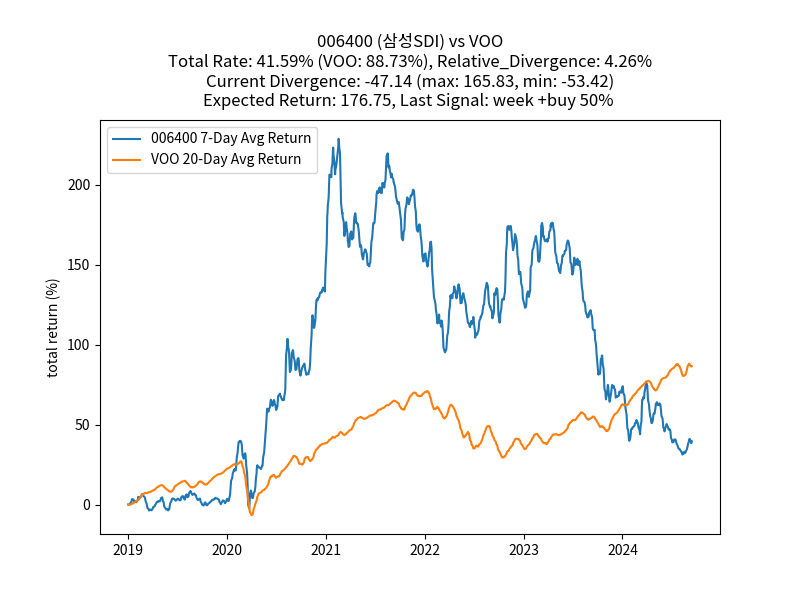 006400 (삼성SDI) vs VOO
Total Rate: 41.59% (VOO: 88.73%), Relative_Divergence: 4.26%
Current Divergence: -47.14 (max: 165.83, min: -53.42)
Expected Return: 176.75, Last Signal: week +buy 50%
006400 7-Day Avg Return
VOO 20-Day Avg Return
total return (%)
200
150
100
50
0
2019 2020 2021 2022 2023 2024